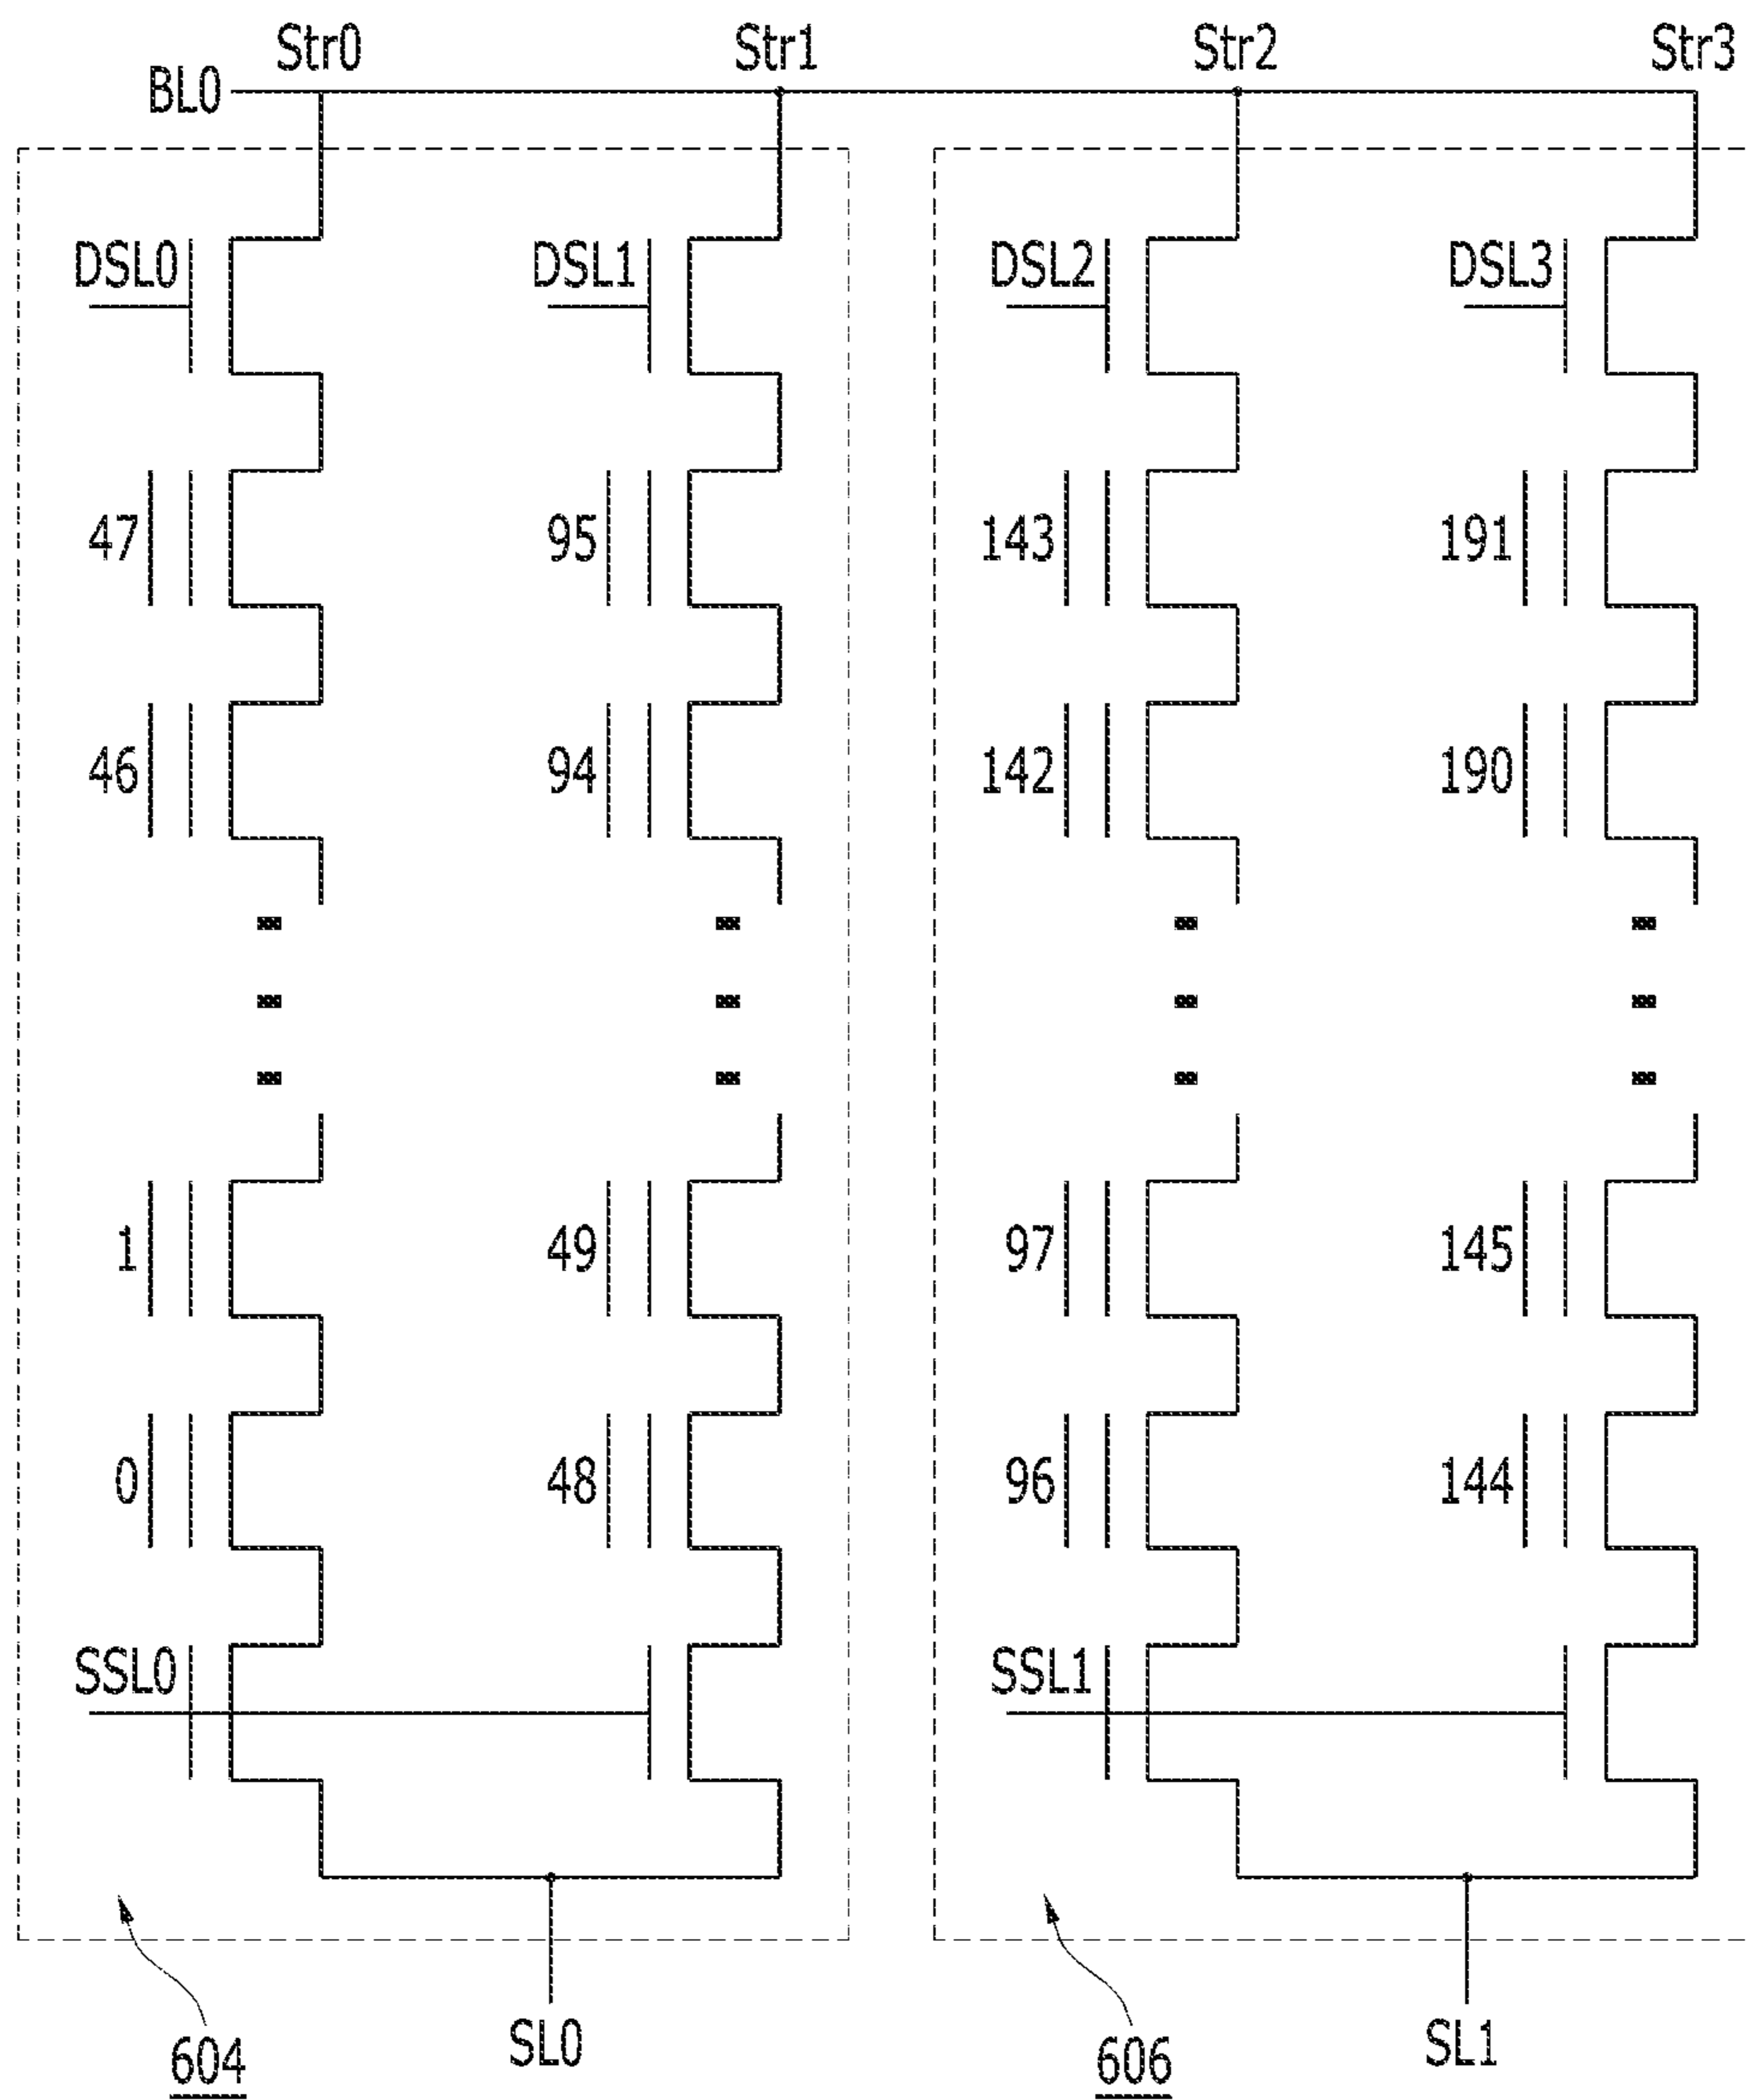 Str0 Str1 Str2 Str3
BL0
DSL0 DSL1 DSL2 DSL3
47 95 143 191
46 94 142 190
1 49 97 145
0 48 96 144
SSL0 SSL1
SL0 SL1
604 606